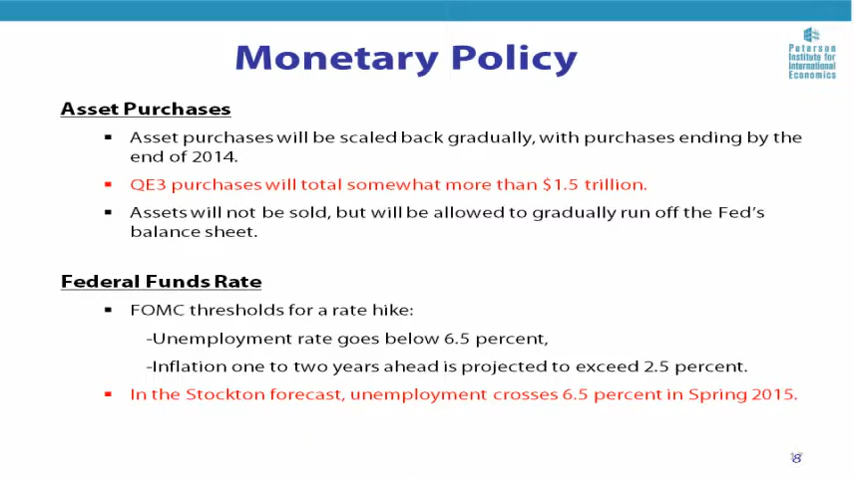 Monetary Policy
Peterson
Institute for
International
Economics
Asset Purchases
▪ Asset purchases will be scaled back gradually, with purchases ending by the
end of 2014.
▪ QE3 purchases will total somewhat more than $1.5 trillion.
▪ Assets will not be sold, but will be allowed to gradually run off the Fed's
balance sheet.
Federal Funds Rate
▪ FOMC thresholds for a rate hike:
-Unemployment rate goes below 6.5 percent,
-Inflation one to two years ahead is projected to exceed 2.5 percent.
▪ In the Stockton forecast, unemployment crosses 6.5 percent in Spring 2015.